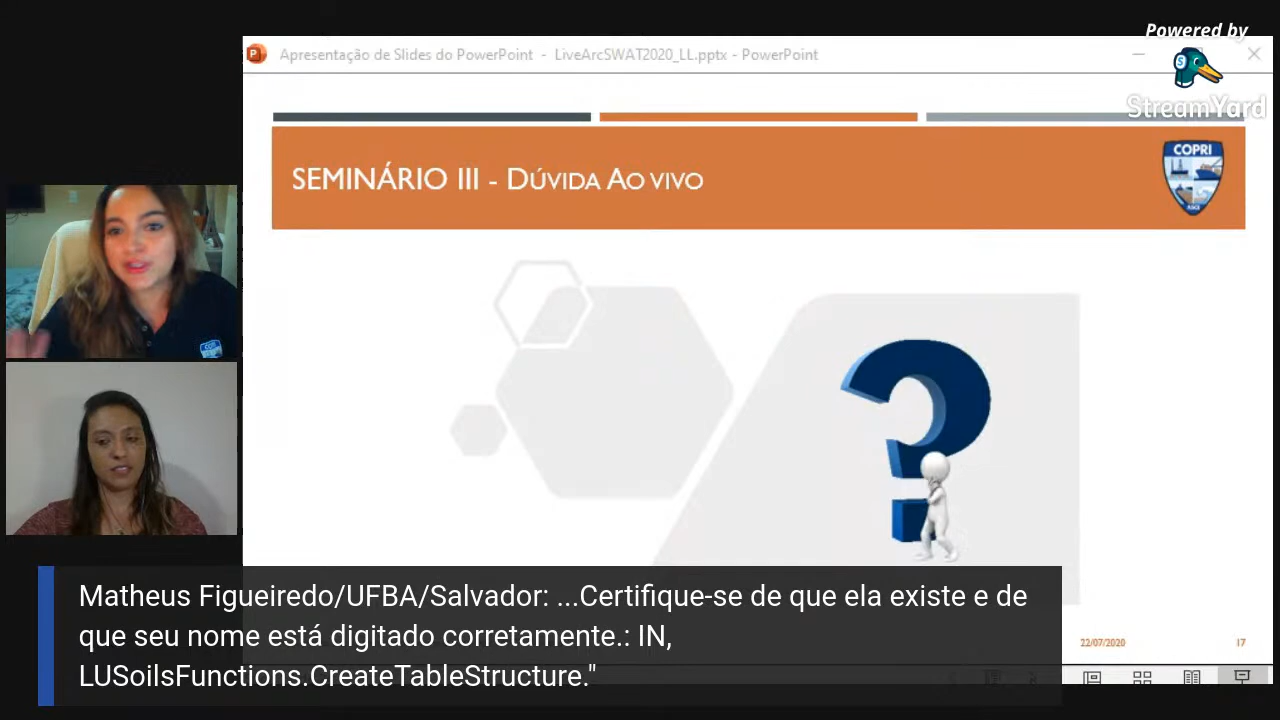 Powered by
Apresentação de Slides do PowerPoint - LiveArcSWAT2020_LL.pptx - PowerPoint
StreamYard
COPRI
SEMINÁRIO III - DÚVIDA AO VIVO
ASCE
Matheus Figueiredo/UFBA/Salvador: ...Certifique-se de que ela existe e de
que seu nome está digitado corretamente.: IN,
LUSoilsFunctions.CreateTableStructure."
22/07/2020
17